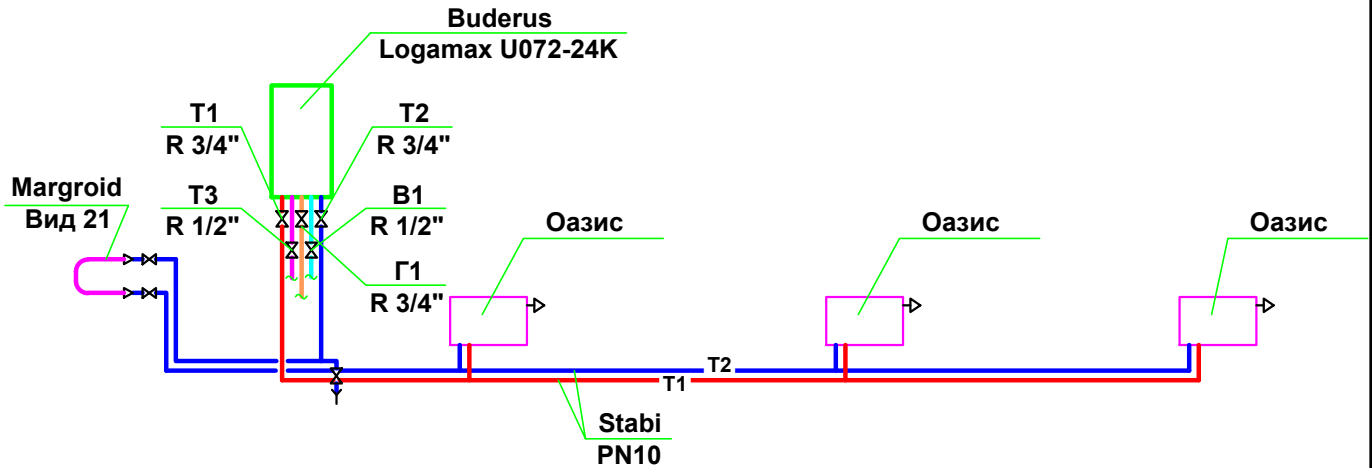 Buderus
Logamax U072-24K
T1
R 3/4"
T2
R 3/4"
Margroid
Вид 21
T3
R 1/2"
B1
R 1/2"
Оазис
Оазис
Оазис
Г1
R 3/4"
T2
T1
Stabi
PN10